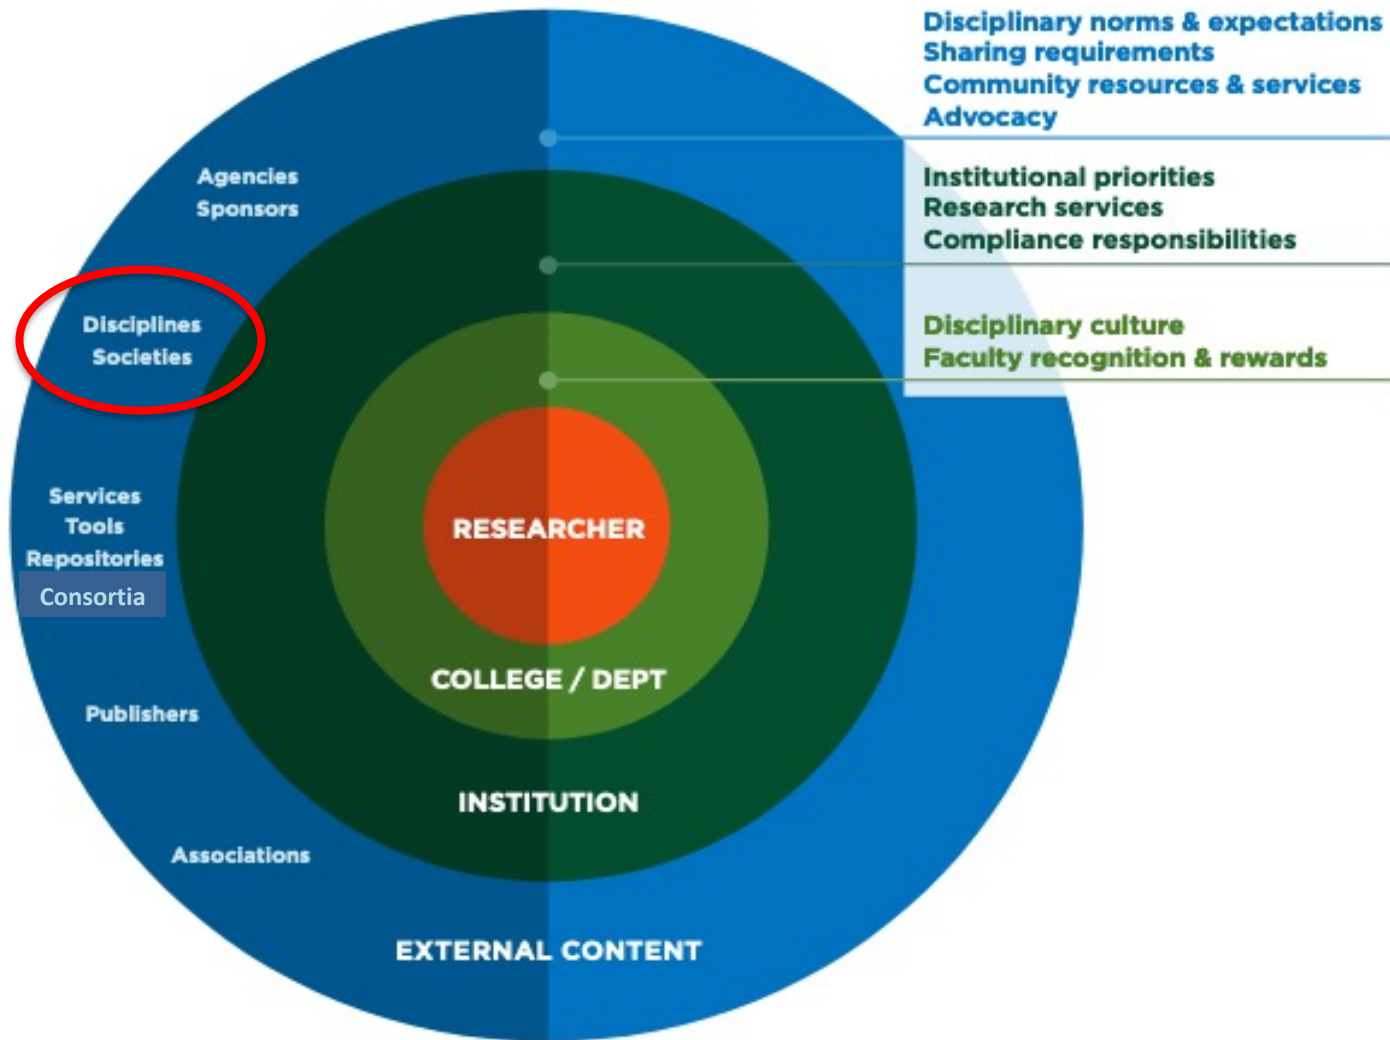 Disciplinary norms & expectations
Sharing requirements
Community resources & services
Advocacy
Institutional priorities
Research services
Compliance responsibilities
Disciplinary culture
Faculty recognition & rewards
Agencies
Sponsors
Disciplines
Societies
Services
Tools
Repositories
Consortia
Publishers
Associations
RESEARCHER
COLLEGE / DEPT
INSTITUTION
EXTERNAL CONTENT